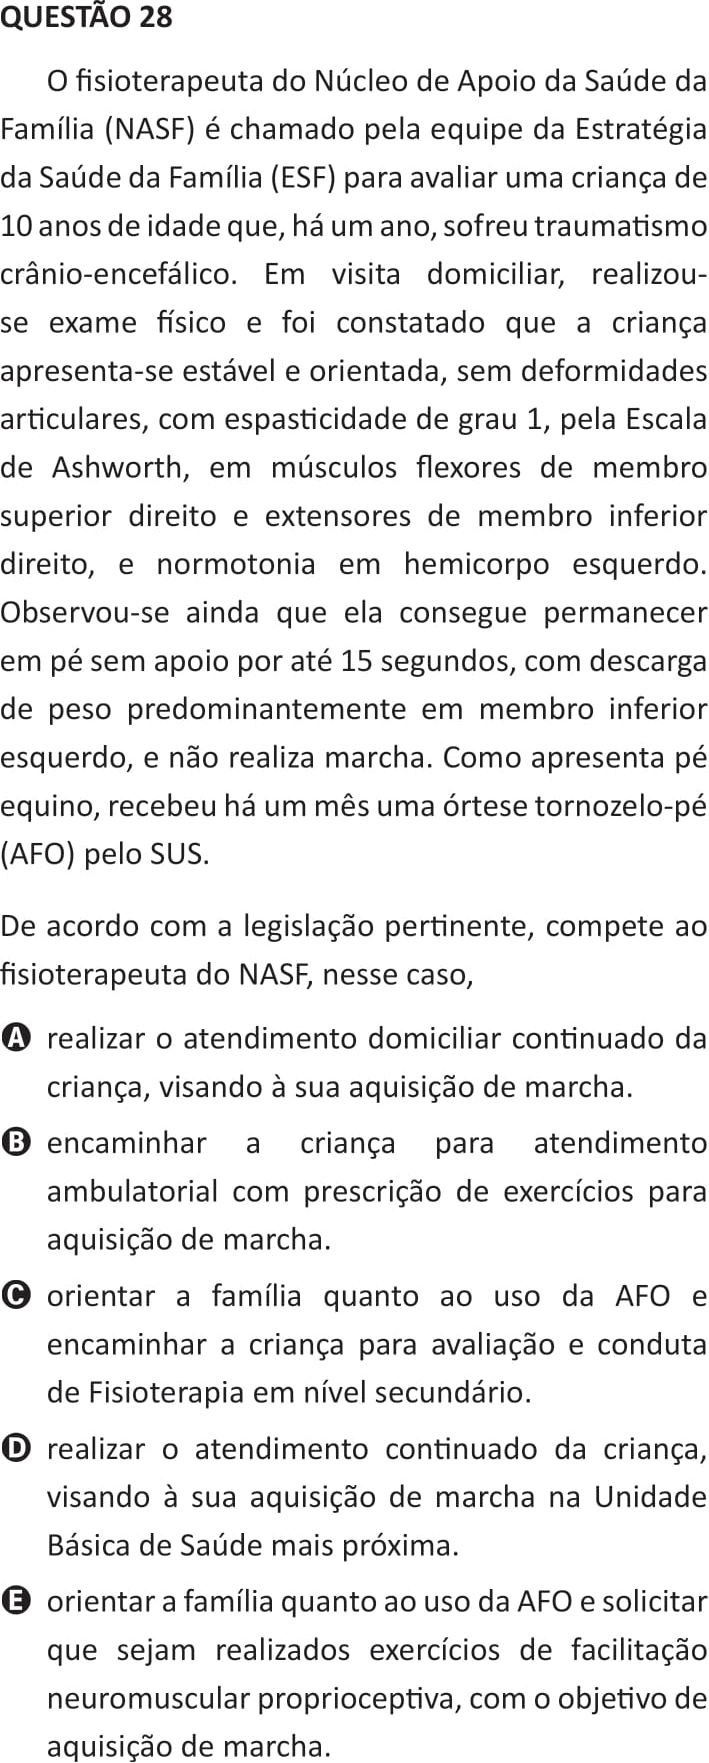 QUESTÃO 28
O fisioterapeuta do Núcleo de Apoio da Saúde da
Família (NASF) é chamado pela equipe da Estratégia
da Saúde da Família (ESF) para avaliar uma criança de
10 anos de idade que, há um ano, sofreu traumatismo
crânio-encefálico. Em visita domiciliar, realizou-
se exame físico e foi constatado que a criança
apresenta-se estável e orientada, sem deformidades
articulares, com espasticidade de grau 1, pela Escala
de Ashworth, em músculos flexores de membro
superior direito e extensores de membro inferior
direito, e normotonia em hemicorpo esquerdo.
Observou-se ainda que ela consegue permanecer
em pé sem apoio por até 15 segundos, com descarga
de peso predominantemente em membro inferior
esquerdo, e não realiza marcha. Como apresenta pé
equino, recebeu há um mês uma órtese tornozelo-pé
(AFO) pelo SUS.
De acordo com a legislação pertinente, compete ao
fisioterapeuta do NASF, nesse caso,
A realizar o atendimento domiciliar continuado da
criança, visando à sua aquisição de marcha.
B encaminhar a criança para atendimento
ambulatorial com prescrição de exercícios para
aquisição de marcha.
C orientar a família quanto ao uso da AFO e
encaminhar a criança para avaliação e conduta
de Fisioterapia em nível secundário.
D realizar o atendimento continuado da criança,
visando à sua aquisição de marcha na Unidade
Básica de Saúde mais próxima.
E orientar a família quanto ao uso da AFO e solicitar
que sejam realizados exercícios de facilitação
neuromuscular proprioceptiva, com o objetivo de
aquisição de marcha.